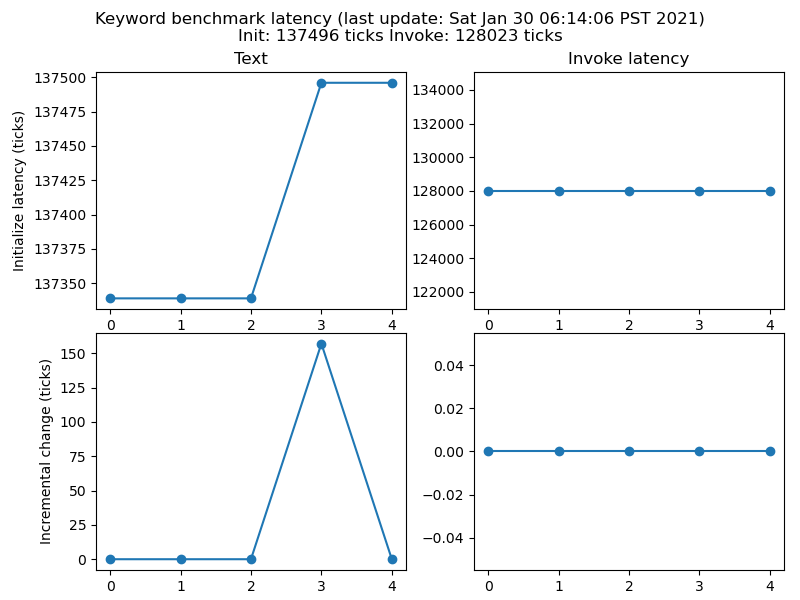 Keyword benchmark latency (last update: Sat Jan 30 06:14:06 PST 2021)
Init: 137496 ticks Invoke: 128023 ticks
Text
Initialize latency (ticks)
137500
137475
137450
137425
137400
137375
137350
0 1 2 3 4
Invoke latency
134000
132000
130000
128000
126000
124000
122000
0 1 2 3 4
Incremental change (ticks)
150
125
100
75
50
25
0
0 1 2 3 4
0.04
0.02
0.00
−0.02
−0.04
0 1 2 3 4